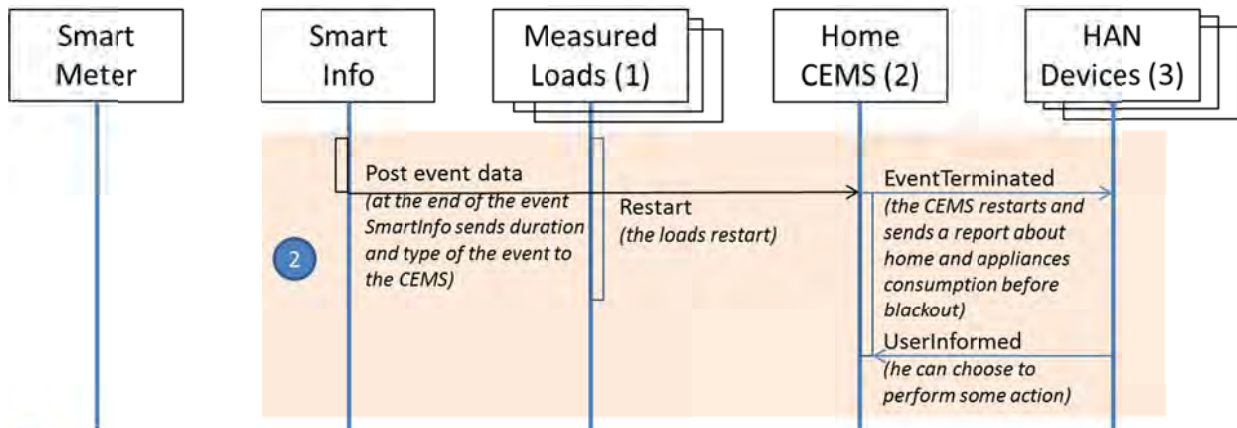 Smart
Meter
Smart
Info
Measured
Loads (1)
Home
CEMS (2)
HAN
Devices (3)
Post event data
(at the end of the event
SmartInfo sends duration
and type of the event to
the CEMS)
2
Restart
(the loads restart)
EventTerminated
(the CEMS restarts and
sends a report about
home and appliances
consumption before
blackout)
UserInformed
(he can choose to
perform some action)